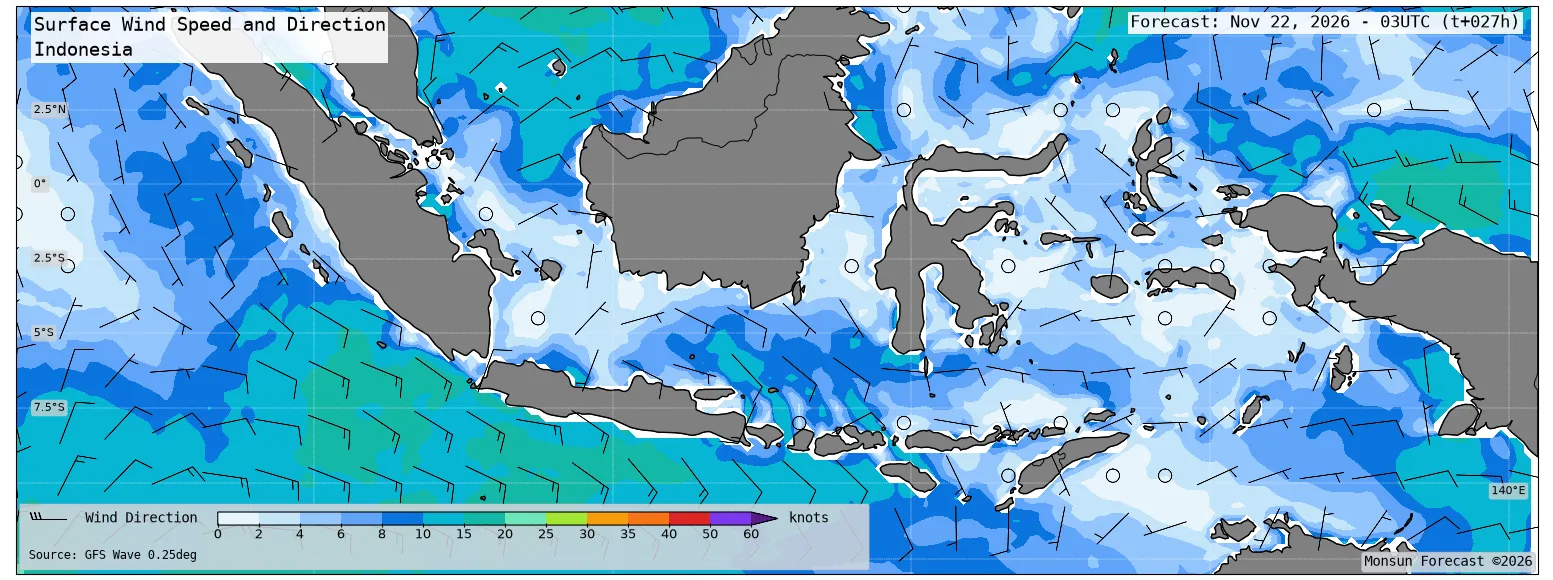 Surface Wind Speed and Direction
Indonesia
Forecast: Nov 22, 2026 - 03UTC (t+027h)
2.5°N
0°
2.5°S
5°S
7.5°S
140°E
Wind Direction
0 2 4 6 8 10 15 20 25 30 35 40 50 60
knots
Source: GFS Wave 0.25deg
Monsun Forecast ©2026